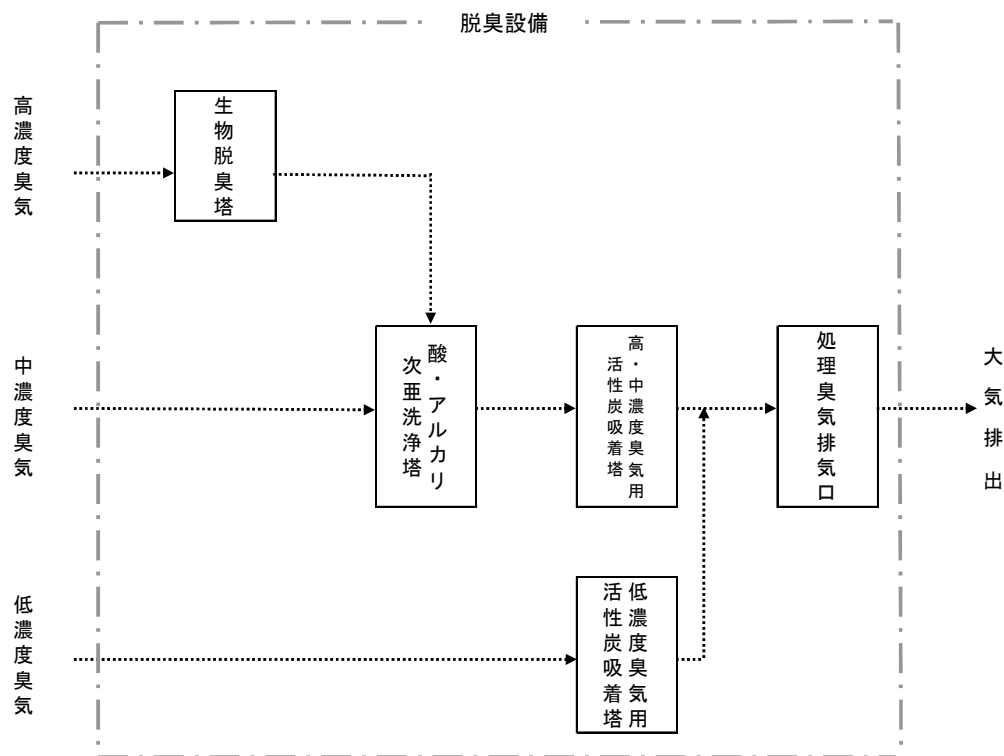 脱臭設備
高濃度臭気
生物脱臭塔
中濃度臭気
酸・アルカリ
次亜洗浄塔
高・中濃度臭気用
活性炭吸着塔
処理臭気排気口
大気排出
低濃度臭気
低濃度臭気用
活性炭吸着塔